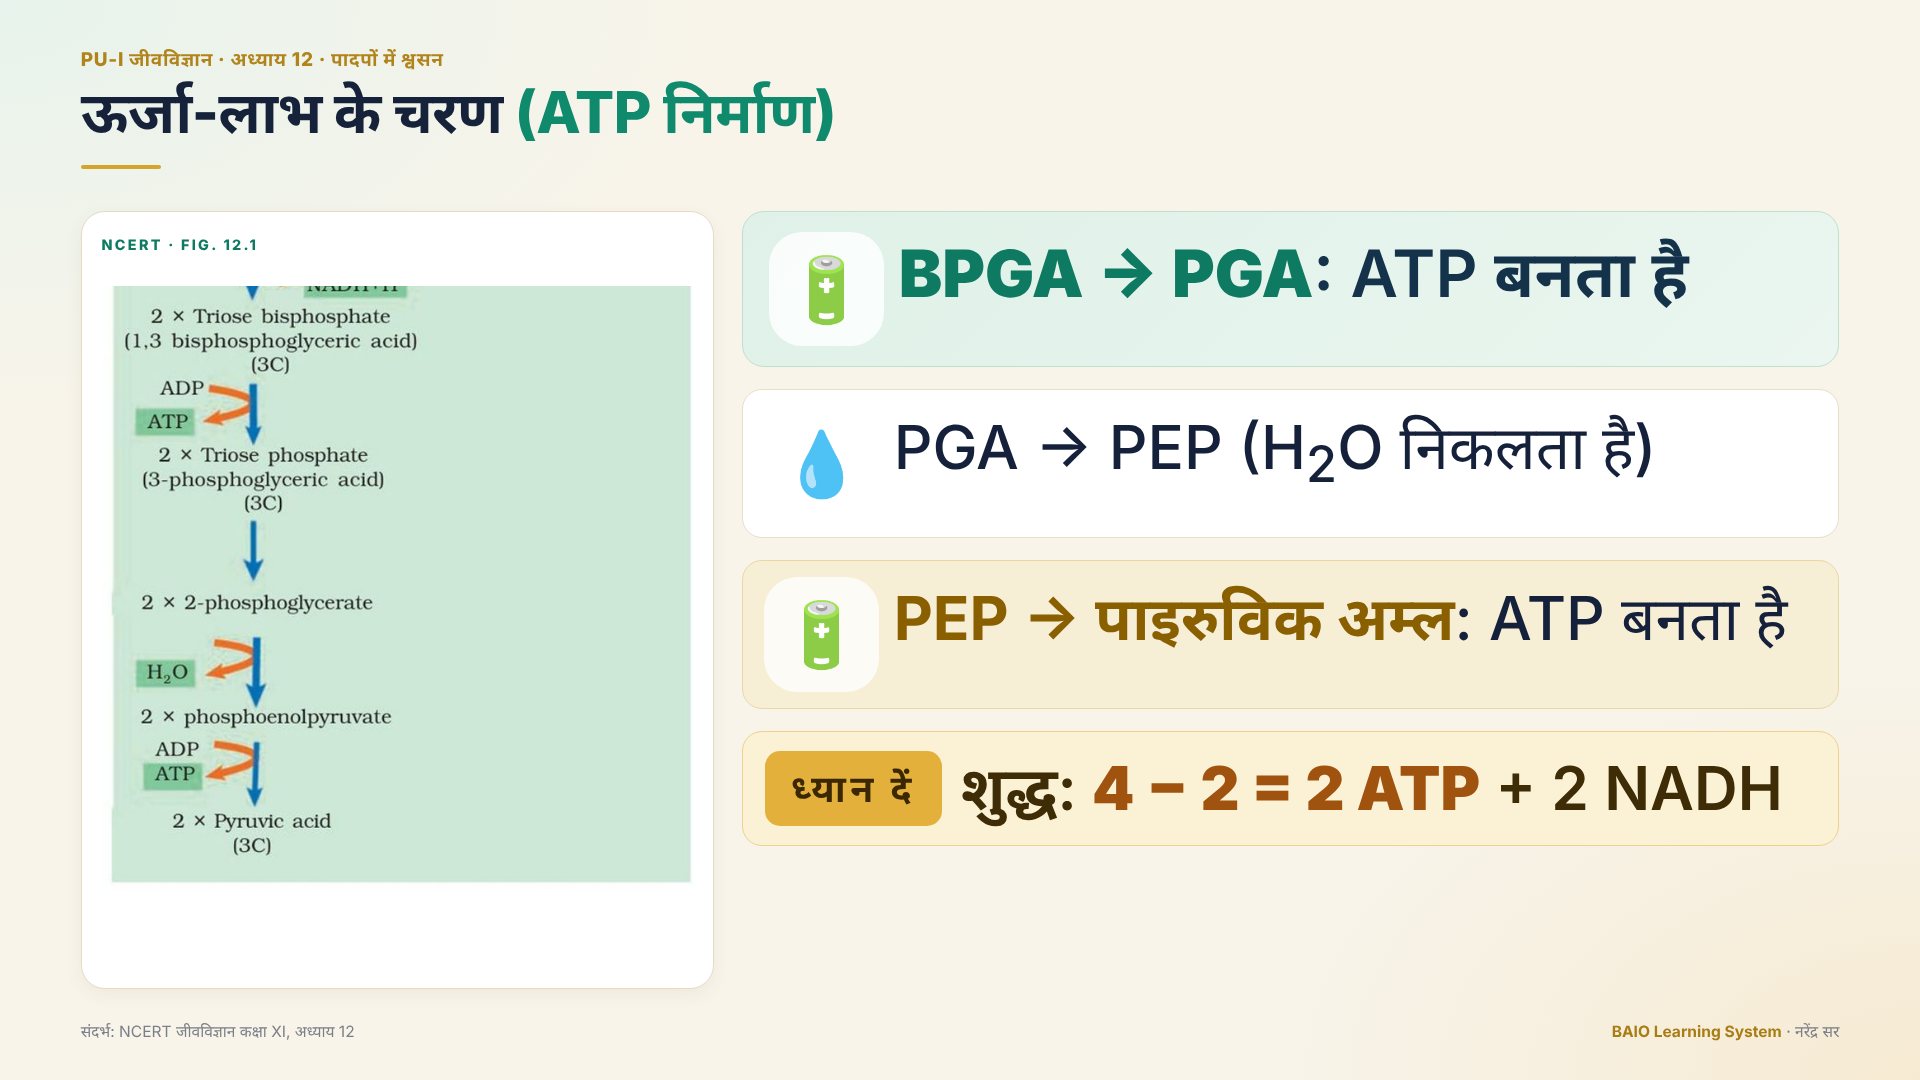 PU-I जीवविज्ञान · अध्याय 12 · पादपों में श्वसन
ऊर्जा-लाभ के चरण (ATP निर्माण)
NCERT · FIG. 12.1
NADH+H
2 × Triose bisphosphate
(1,3 bisphosphoglyceric acid)
(3C)
ADP
ATP
2 × Triose phosphate
(3-phosphoglyceric acid)
(3C)
2 × 2-phosphoglycerate
H₂O
2 × phosphoenolpyruvate
ADP
ATP
2 × Pyruvic acid
(3C)
BPGA → PGA: ATP बनता है
PGA → PEP (H₂O निकलता है)
PEP → पाइरुविक अम्ल: ATP बनता है
ध्यान दें शुद्ध: 4 − 2 = 2 ATP + 2 NADH
संदर्भ: NCERT जीवविज्ञान कक्षा XI, अध्याय 12
BAIO Learning System · नरेंद्र सर